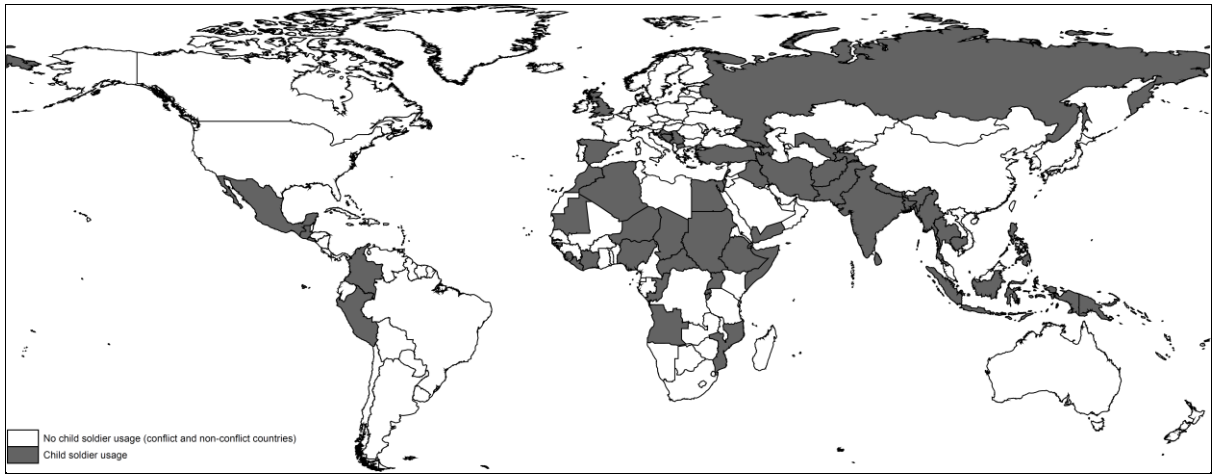 No child soldier usage (conflict and non-conflict countries)
Child soldier usage